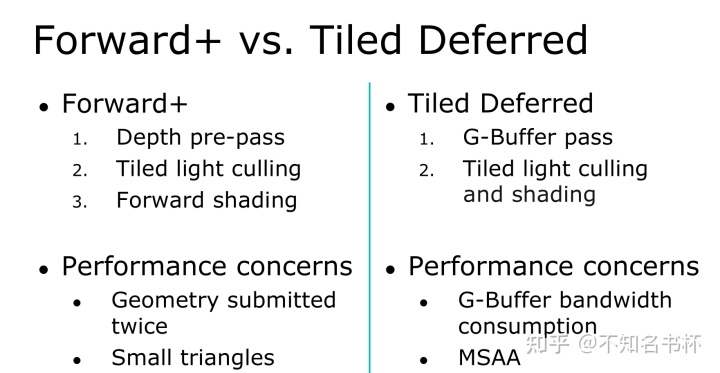 Forward+ vs. Tiled Deferred
• Forward+
1. Depth pre-pass
2. Tiled light culling
3. Forward shading
• Performance concerns
• Geometry submitted
twice
• Small triangles
• Tiled Deferred
1. G-Buffer pass
2. Tiled light culling
and shading
• Performance concerns
• G-Buffer bandwidth
consumption
• MSAA
知乎 @不知名书杯